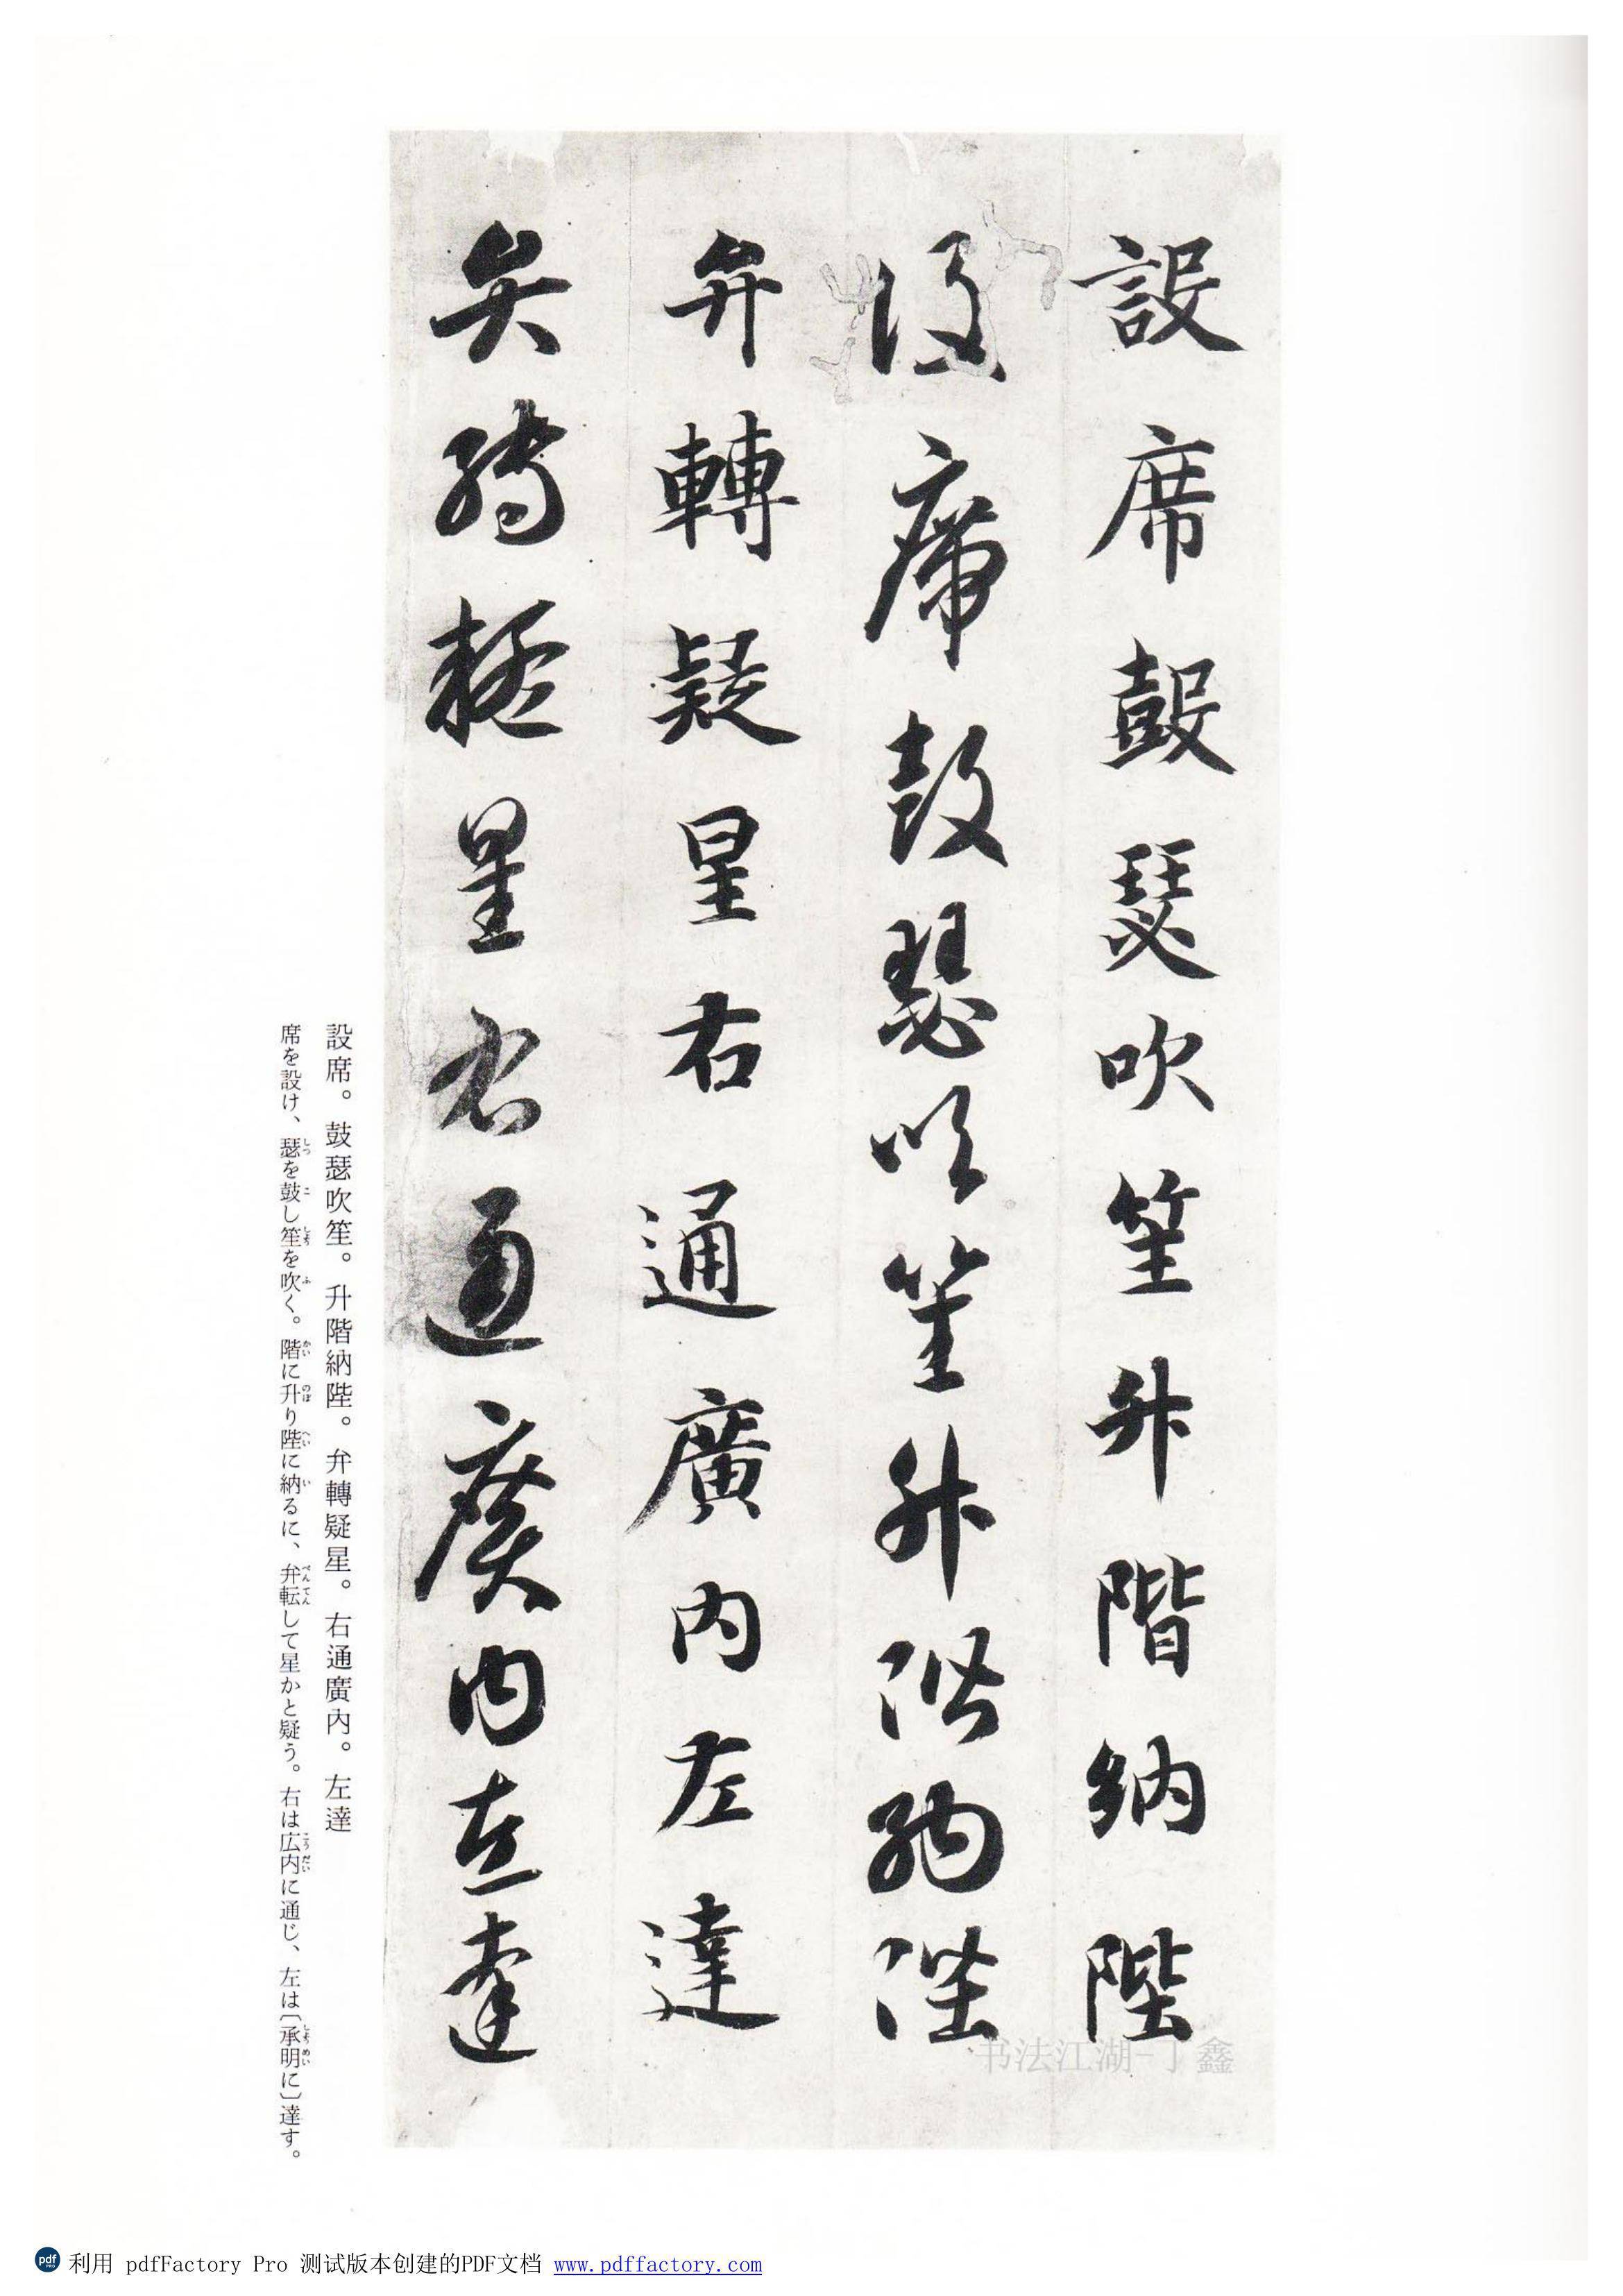 設席鼓瑟吹笙升階納陛
設席鼓瑟吹笙升階納陛
弁轉疑星右通廣內左達
弁轉疑星右通廣內左達
設席。鼓瑟吹笙。升階納陛。弁轉疑星。右通廣內。左達
席を設け、瑟を鼓し笙を吹く。階に升り陛に納るに、弁転して星かと疑う。右は広内に通じ、左は〔承明に〕達す。
书法江湖-丁鑫
利用 pdfFactory Pro 测试版本创建的PDF文档 www.pdffactory.com